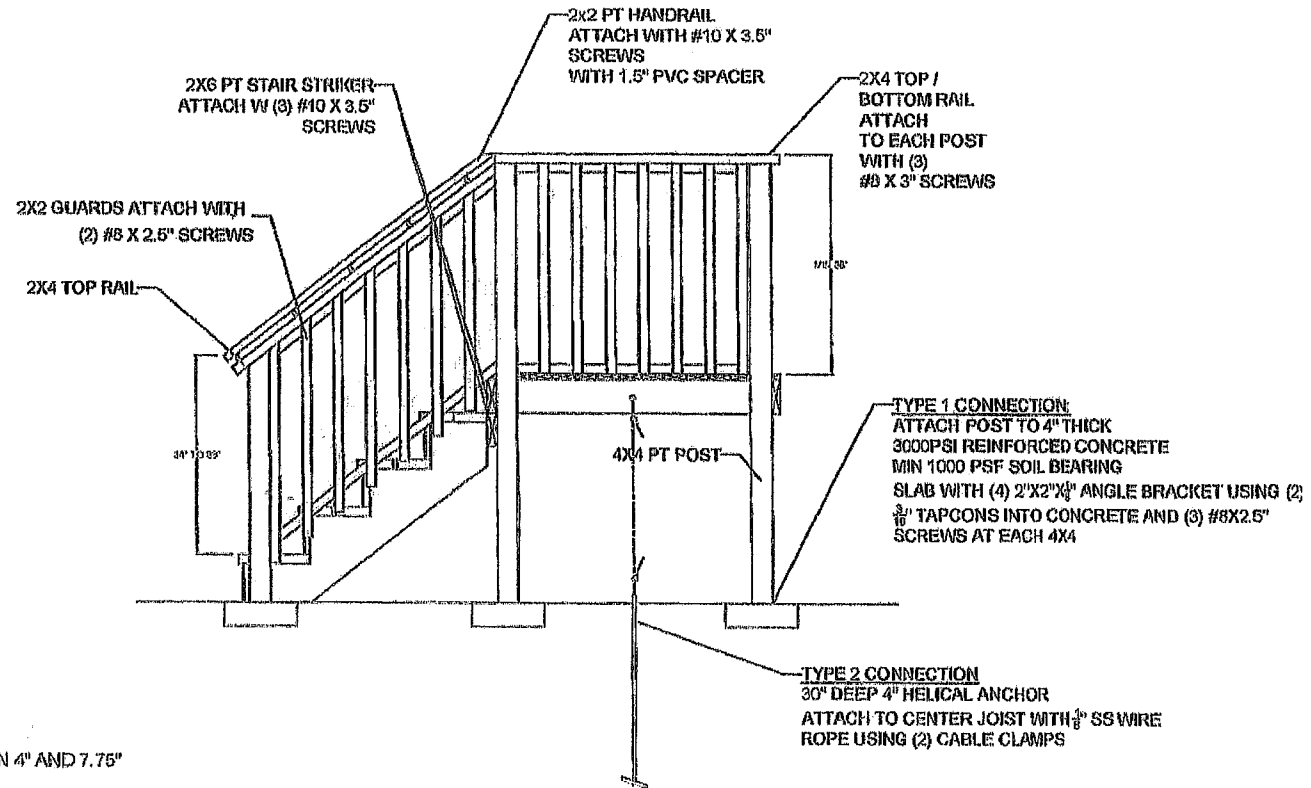 2x2 PT HANDRAIL
ATTACH WITH #10 X 3.5"
SCREWS
WITH 1.5" PVC SPACER
2X6 PT STAIR STRIKER
ATTACH W (3) #10 X 3.5"
SCREWS
2X4 TOP /
BOTTOM RAIL
ATTACH
TO EACH POST
WITH (3)
#8 X 3" SCREWS
2X2 GUARDS ATTACH WITH
(2) #8 X 2.5" SCREWS
2X4 TOP RAIL
34" TO 39"
4X4 PT POST
TYPE 1 CONNECTION
ATTACH POST TO 4" THICK
3000PSI REINFORCED CONCRETE
MIN 1000 PSF SOIL BEARING
SLAB WITH (4) 2"X2"X ANGLE BRACKET USING (2)
TAPCONS INTO CONCRETE AND (3) #8X2.5"
SCREWS AT EACH 4X4
TYPE 2 CONNECTION
30" DEEP 4" HELICAL ANCHOR
ATTACH TO CENTER JOIST WITH SS WIRE
ROPE USING (2) CABLE CLAMPS
4" AND 7.75"